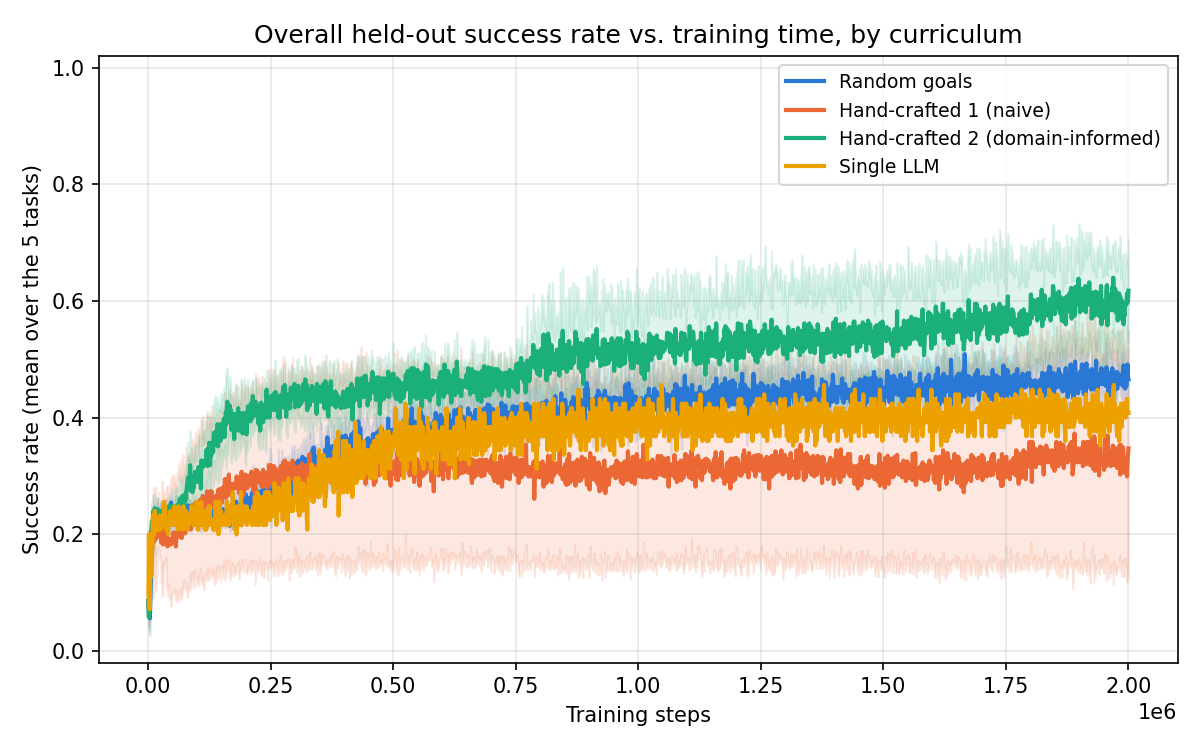 Overall held-out success rate vs. training time, by curriculum
Random goals
Hand-crafted 1 (naive)
Hand-crafted 2 (domain-informed)
Single LLM
Success rate (mean over the 5 tasks)
1.0
0.8
0.6
0.4
0.2
0.0
0.00 0.25 0.50 0.75 1.00 1.25 1.50 1.75 2.00
1e6
Training steps